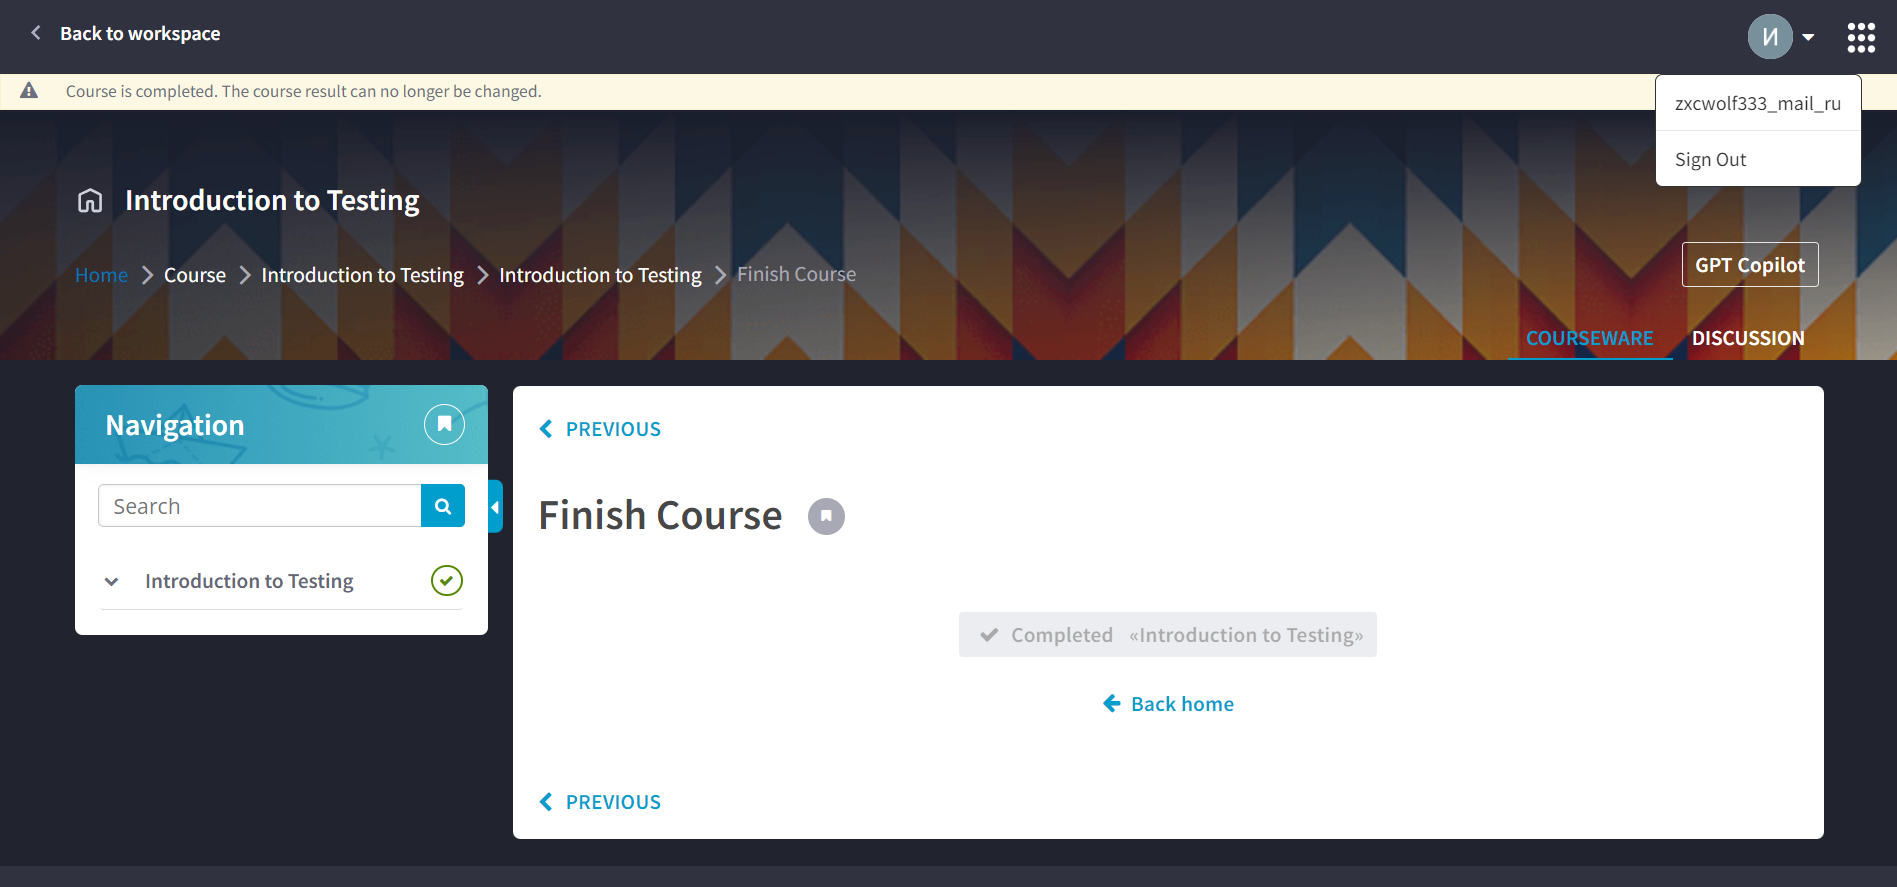 Back to workspace
И
Course is completed. The course result can no longer be changed.
zxcwolf333_mail_ru
Sign Out
Introduction to Testing
Home Course Introduction to Testing Introduction to Testing Finish Course
GPT Copilot
COURSEWARE DISCUSSION
Navigation
Search
Introduction to Testing
PREVIOUS
Finish Course
Completed «Introduction to Testing»
Back home
PREVIOUS